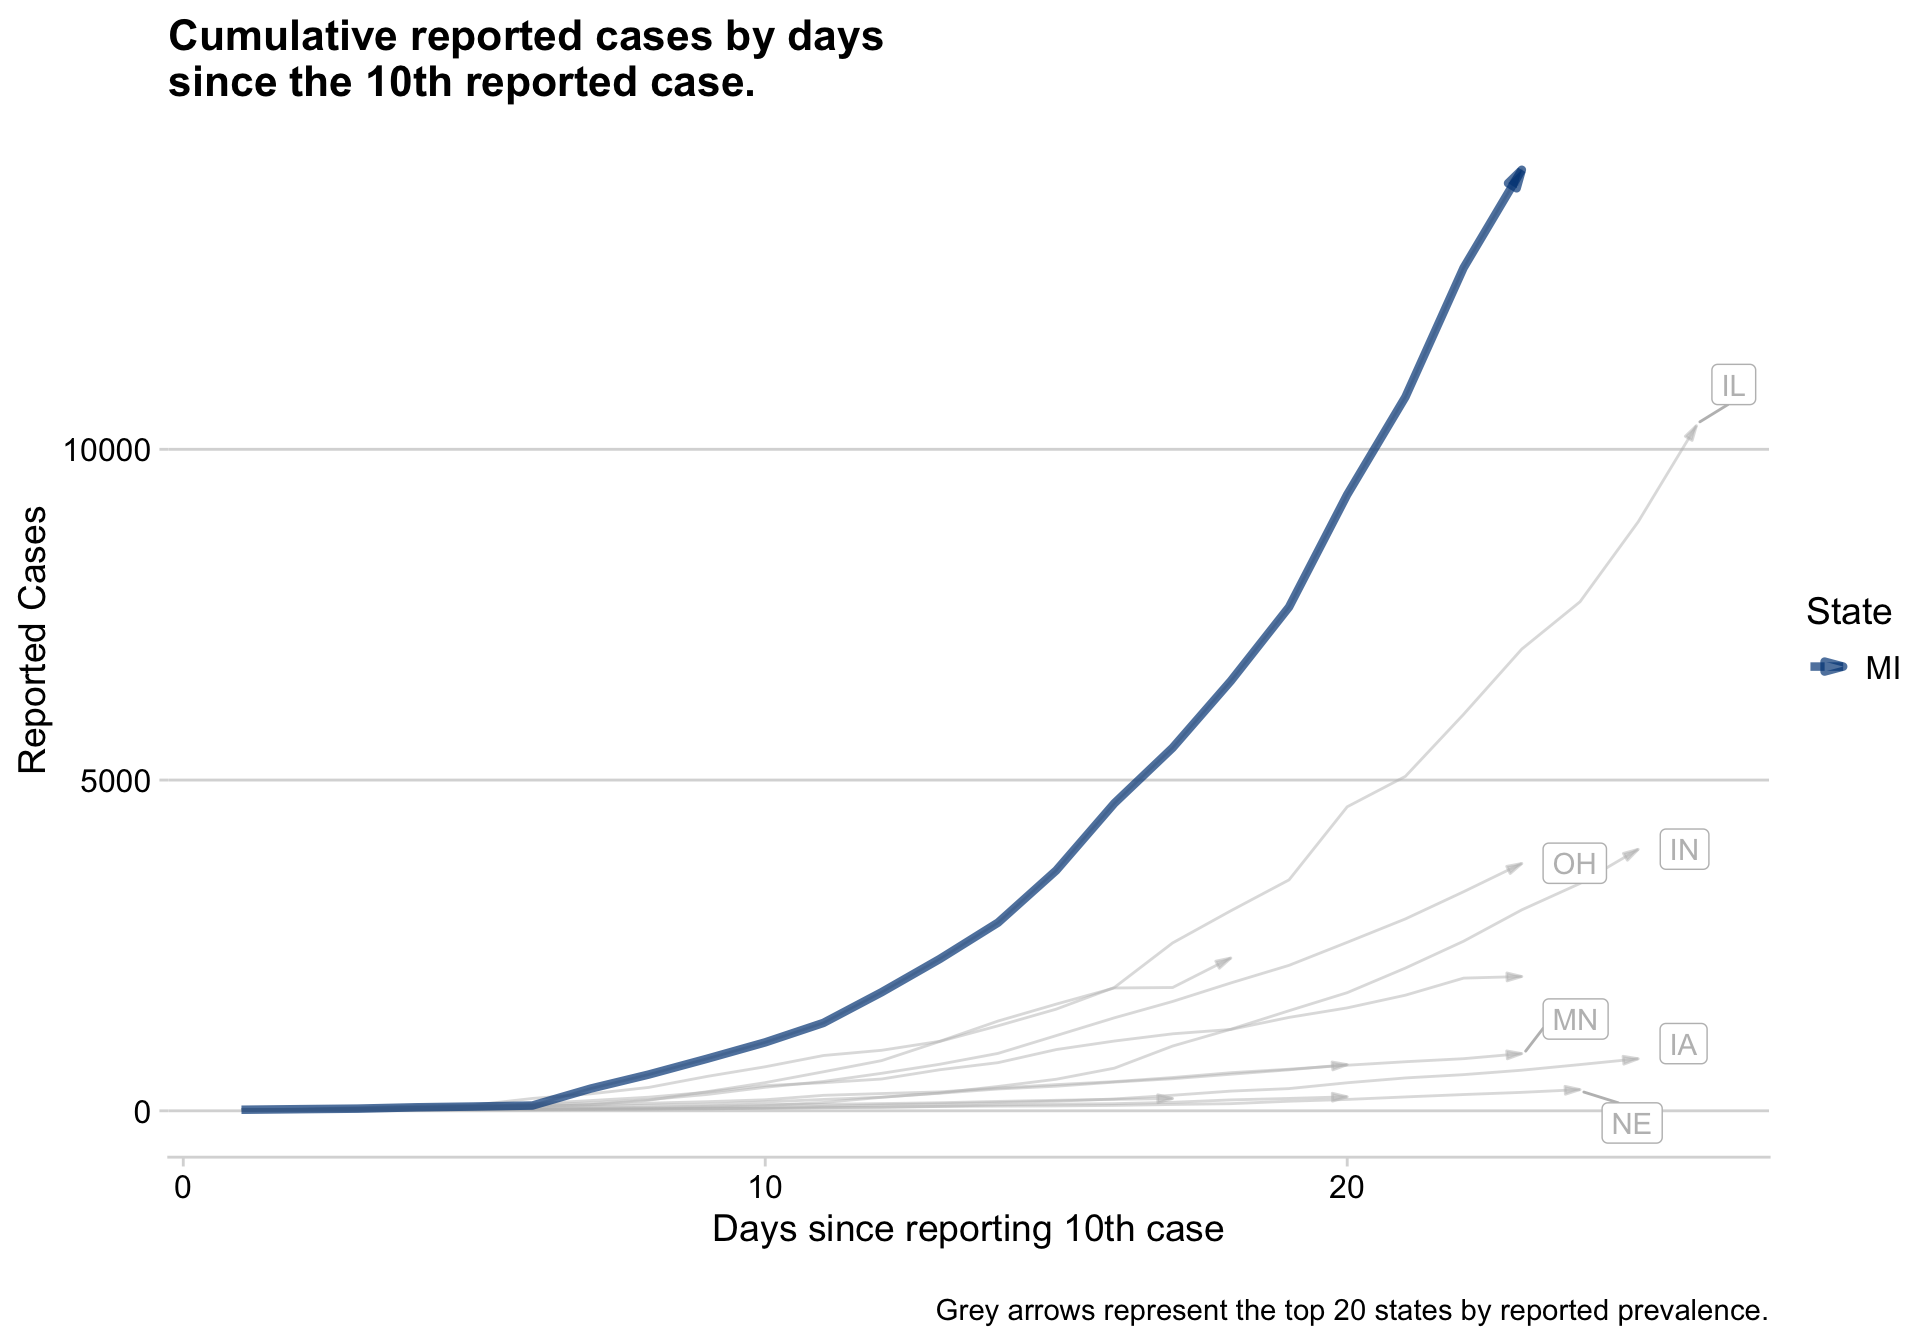 Cumulative reported cases by days
since the 10th reported case.
IL
10000
Reported Cases
State
MI
5000
OH
IN
MN
IA
0
NE
0
10
20
Days since reporting 10th case
Grey arrows represent the top 20 states by reported prevalence.